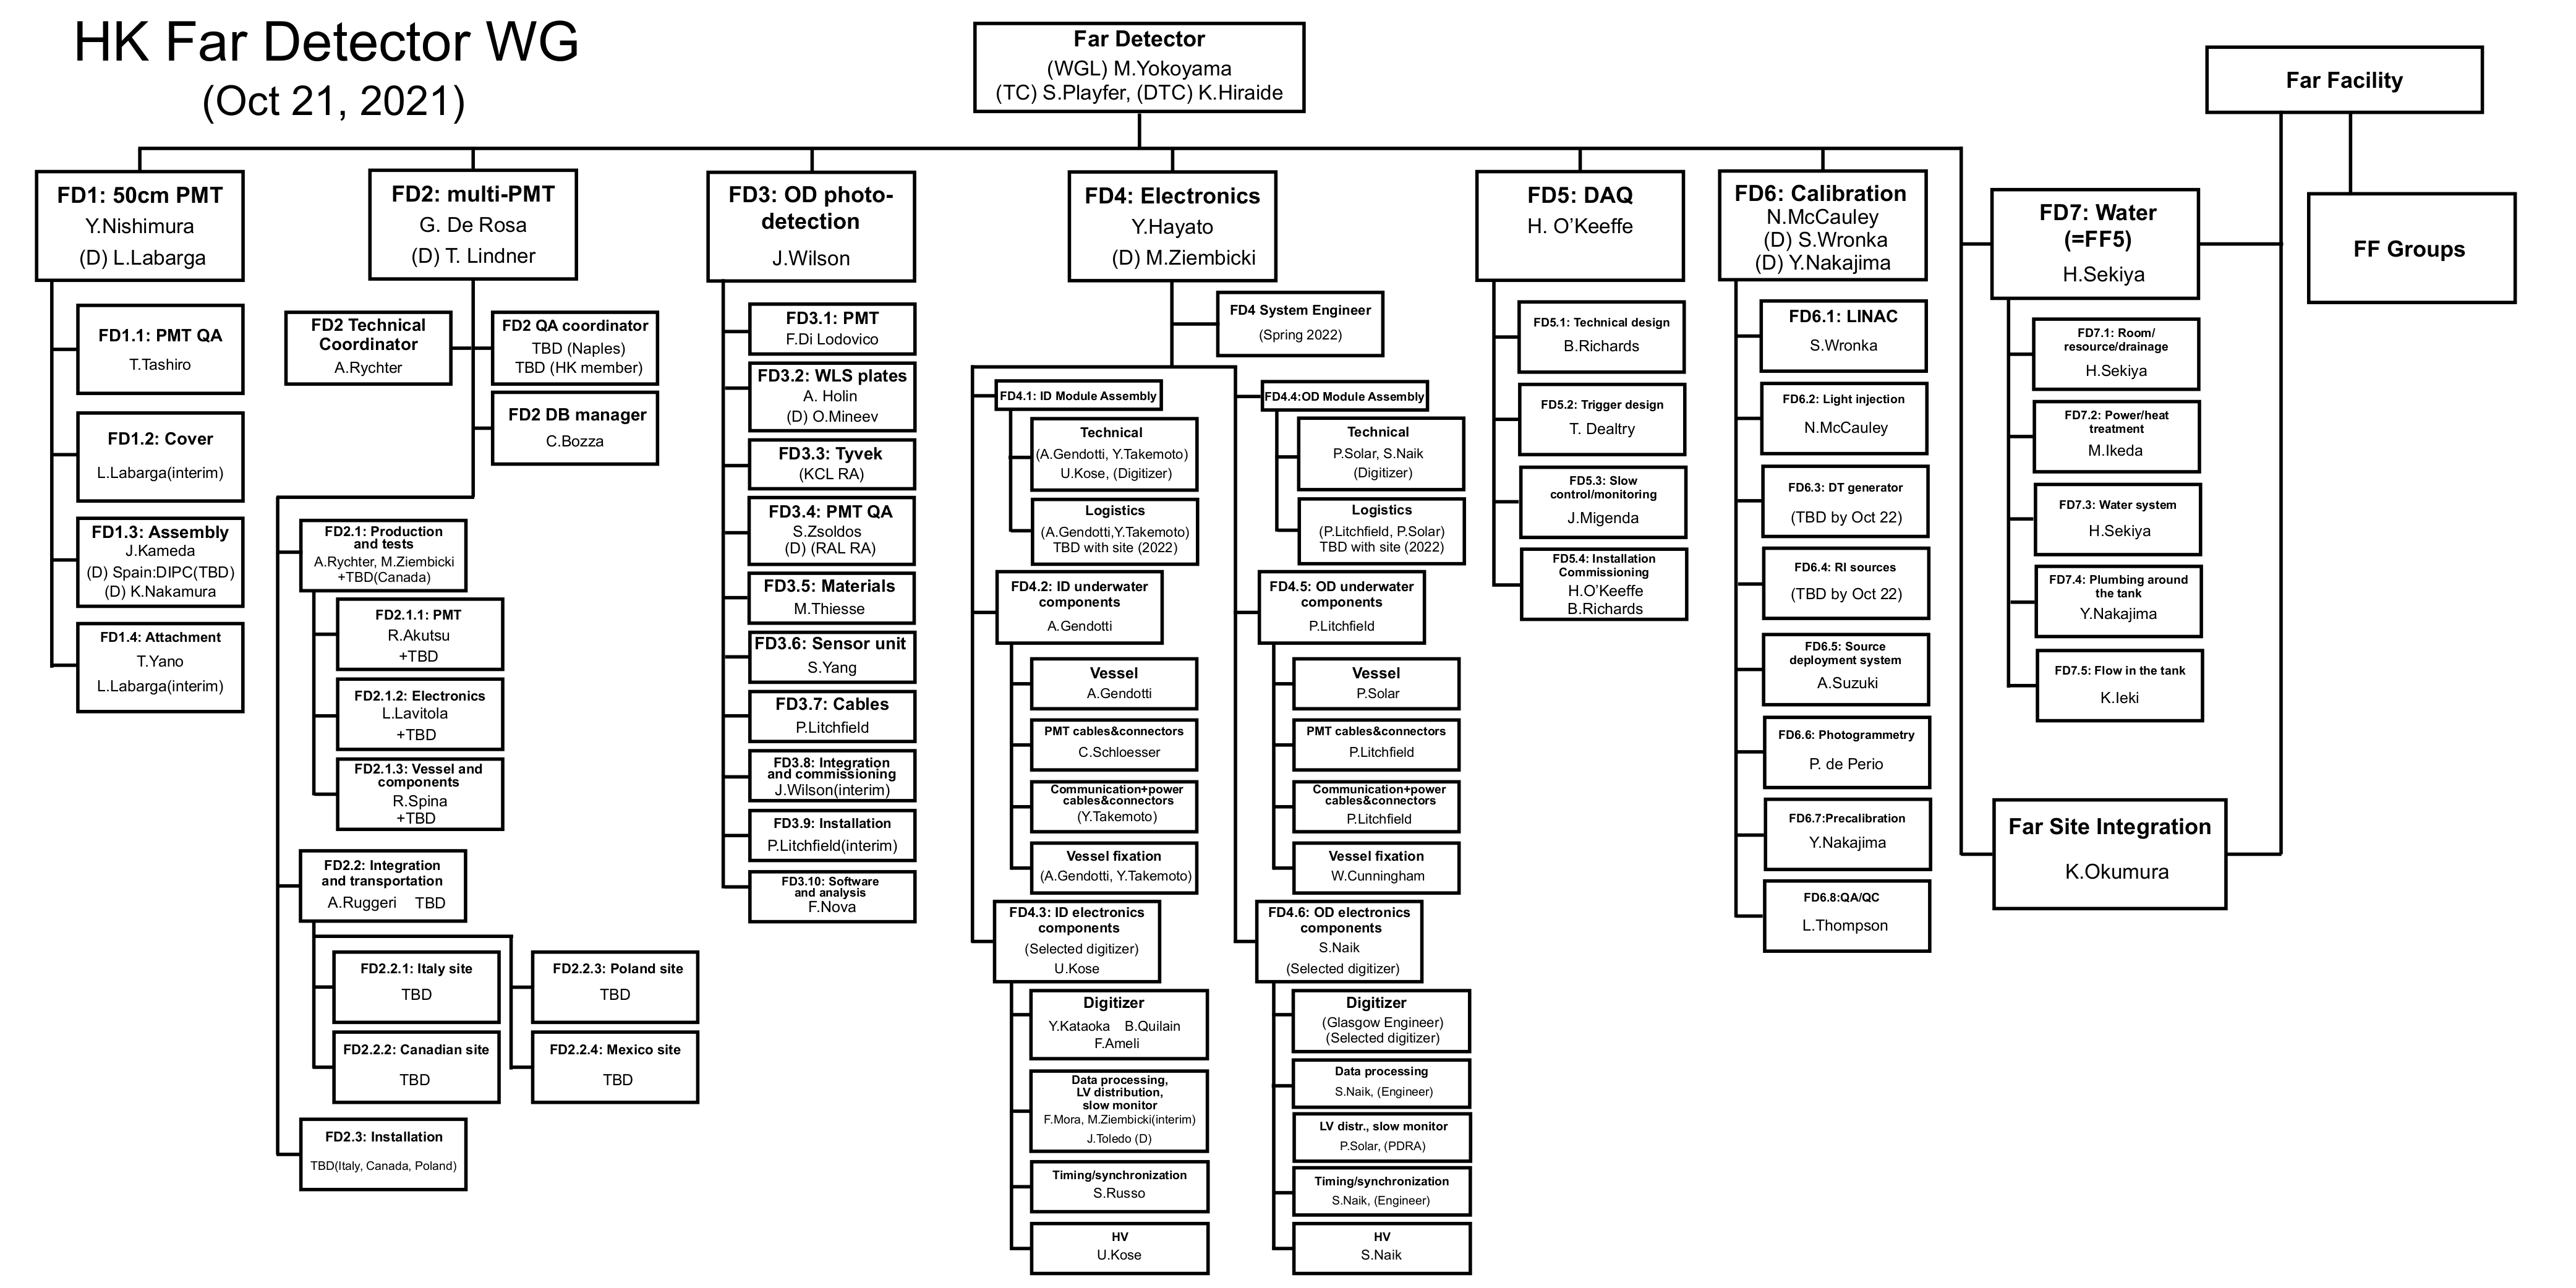 HK Far Detector WG
(Oct 21, 2021)
Far Detector
(WGL) M.Yokoyama
(TC) S.Playfer, (DTC) K.Hiraide
Far Facility
FF Groups
FD1: 50cm PMT
Y.Nishimura
(D) L.Labarga
FD1.1: PMT QA
T.Tashiro
FD1.2: Cover
L.Labarga(interim)
FD1.3: Assembly
J.Kameda
(D) Spain:DIPC(TBD)
(D) K.Nakamura
FD1.4: Attachment
T.Yano
L.Labarga(interim)
FD2: multi-PMT
G. De Rosa
(D) T. Lindner
FD2 Technical
Coordinator
A.Rychter
FD2 QA coordinator
TBD (Naples)
TBD (HK member)
FD2 DB manager
C.Bozza
FD2.1: Production
and tests
A.Rychter, M.Ziembicki
+TBD(Canada)
FD2.1.1: PMT
R.Akutsu
+TBD
FD2.1.2: Electronics
L.Lavitola
+TBD
FD2.1.3: Vessel and
components
R.Spina
+TBD
FD2.2: Integration
and transportation
A.Ruggeri TBD
FD2.2.1: Italy site
TBD
FD2.2.2: Canadian site
TBD
FD2.2.3: Poland site
TBD
FD2.2.4: Mexico site
TBD
FD2.3: Installation
TBD(Italy, Canada, Poland)
FD3: OD photo-
detection
J.Wilson
FD3.1: PMT
F.Di Lodovico
FD3.2: WLS plates
A. Holin
(D) O.Mineev
FD3.3: Tyvek
(KCL RA)
FD3.4: PMT QA
S.Zsoldos
(D) (RAL RA)
FD3.5: Materials
M.Thiesse
FD3.6: Sensor unit
S.Yang
FD3.7: Cables
P.Litchfield
FD3.8: Integration
and commissioning
J.Wilson(interim)
FD3.9: Installation
P.Litchfield(interim)
FD3.10: Software
and analysis
F.Nova
FD4: Electronics
Y.Hayato
(D) M.Ziembicki
FD4 System Engineer
(Spring 2022)
FD4.1: ID Module Assembly
Technical
(A.Gendotti, Y.Takemoto)
U.Kose, (Digitizer)
Logistics
(A.Gendotti,Y.Takemoto)
TBD with site (2022)
FD4.2: ID underwater
components
A.Gendotti
Vessel
A.Gendotti
PMT cables&connectors
C.Schloesser
Communication+power
cables&connectors
(Y.Takemoto)
Vessel fixation
(A.Gendotti, Y.Takemoto)
FD4.3: ID electronics
components
(Selected digitizer)
U.Kose
Digitizer
Y.Kataoka B.Quilain
F.Ameli
Data processing,
LV distribution,
slow monitor
F.Mora, M.Ziembicki(interim)
J.Toledo (D)
Timing/synchronization
S.Russo
HV
U.Kose
FD4.4:OD Module Assembly
Technical
P.Solar, S.Naik
(Digitizer)
Logistics
(P.Litchfield, P.Solar)
TBD with site (2022)
FD4.5: OD underwater
components
P.Litchfield
Vessel
P.Solar
PMT cables&connectors
P.Litchfield
Communication+power
cables&connectors
P.Litchfield
Vessel fixation
W.Cunningham
FD4.6: OD electronics
components
S.Naik
(Selected digitizer)
Digitizer
(Glasgow Engineer)
(Selected digitizer)
Data processing
S.Naik, (Engineer)
LV distr., slow monitor
P.Solar, (PDRA)
Timing/synchronization
S.Naik, (Engineer)
HV
S.Naik
FD5: DAQ
H. O'Keeffe
FD5.1: Technical design
B.Richards
FD5.2: Trigger design
T. Dealtry
FD5.3: Slow
control/monitoring
J.Migenda
FD5.4: Installation
Commissioning
H.O'Keeffe
B.Richards
FD6: Calibration
N.McCauley
(D) S.Wronka
(D) Y.Nakajima
FD6.1: LINAC
S.Wronka
FD6.2: Light injection
N.McCauley
FD6.3: DT generator
(TBD by Oct 22)
FD6.4: RI sources
(TBD by Oct 22)
FD6.5: Source
deployment system
A.Suzuki
FD6.6: Photogrammetry
P. de Perio
FD6.7:Precalibration
Y.Nakajima
FD6.8:QA/QC
L.Thompson
FD7: Water
(=FF5)
H.Sekiya
FD7.1: Room/
resource/drainage
H.Sekiya
FD7.2: Power/heat
treatment
M.Ikeda
FD7.3: Water system
H.Sekiya
FD7.4: Plumbing around
the tank
Y.Nakajima
FD7.5: Flow in the tank
K.Ieki
Far Site Integration
K.Okumura